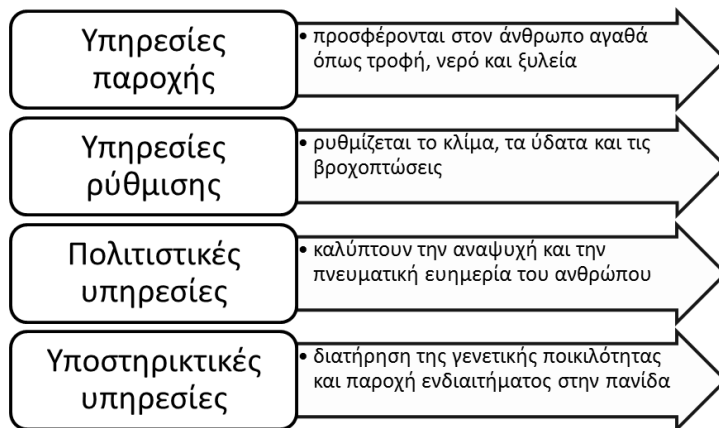 Υπηρεσίες
παροχής
• προσφέρονται στον άνθρωπο αγαθά
όπως τροφή, νερό και ξυλεία
Υπηρεσίες
ρύθμισης
• ρυθμίζεται το κλίμα, τα ύδατα και τις
βροχοπτώσεις
Πολιτιστικές
υπηρεσίες
• καλύπτουν την αναψυχή και την
πνευματική ευημερία του ανθρώπου
Υποστηρικτικές
υπηρεσίες
• διατήρηση της γενετικής ποικιλότητας
και παροχή ενδιαιτήματος στην πανίδα